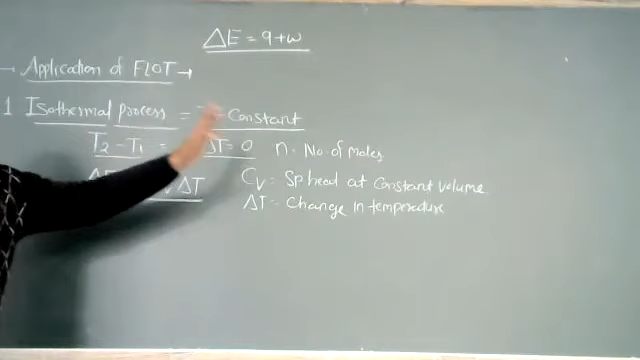 ΔE = q+w
→ Application of FLOT →
1 Isothermal process = Constant
T2 - T1 = ΔT = 0 n - No of moles
ΔT Cv : Sp head at Constant volume
ΔT - Change in temperature